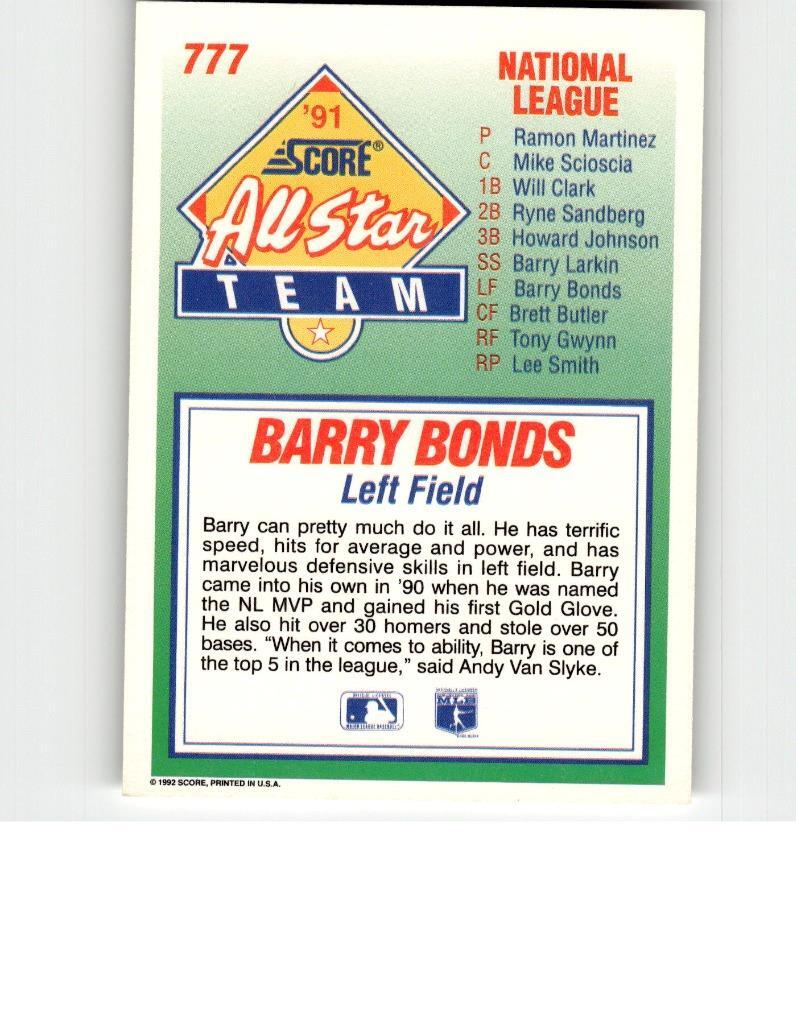 777
'91
SCORE®
All Star
TEAM
NATIONAL
LEAGUE
P Ramon Martinez
C Mike Scioscia
1B Will Clark
2B Ryne Sandberg
3B Howard Johnson
SS Barry Larkin
LF Barry Bonds
CF Brett Butler
RF Tony Gwynn
RP Lee Smith
BARRY BONDS
Left Field
Barry can pretty much do it all. He has terrific
speed, hits for average and power, and has
marvelous defensive skills in left field. Barry
came into his own in '90 when he was named
the NL MVP and gained his first Gold Glove.
He also hit over 30 homers and stole over 50
bases. “When it comes to ability, Barry is one of
the top 5 in the league,” said Andy Van Slyke.
MAJOR LEAGUE BASEBALL
MLB
© 1992 SCORE, PRINTED IN U.S.A.